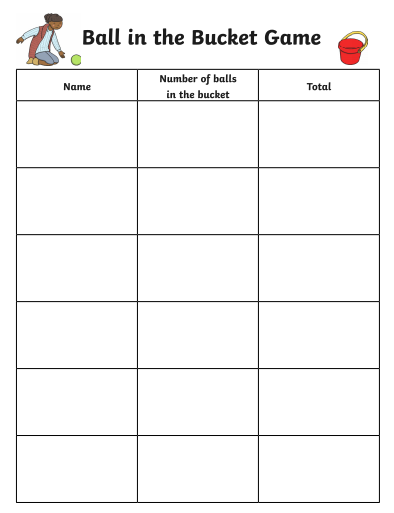 Ball in the Bucket Game
Name
Number of balls
in the bucket
Total